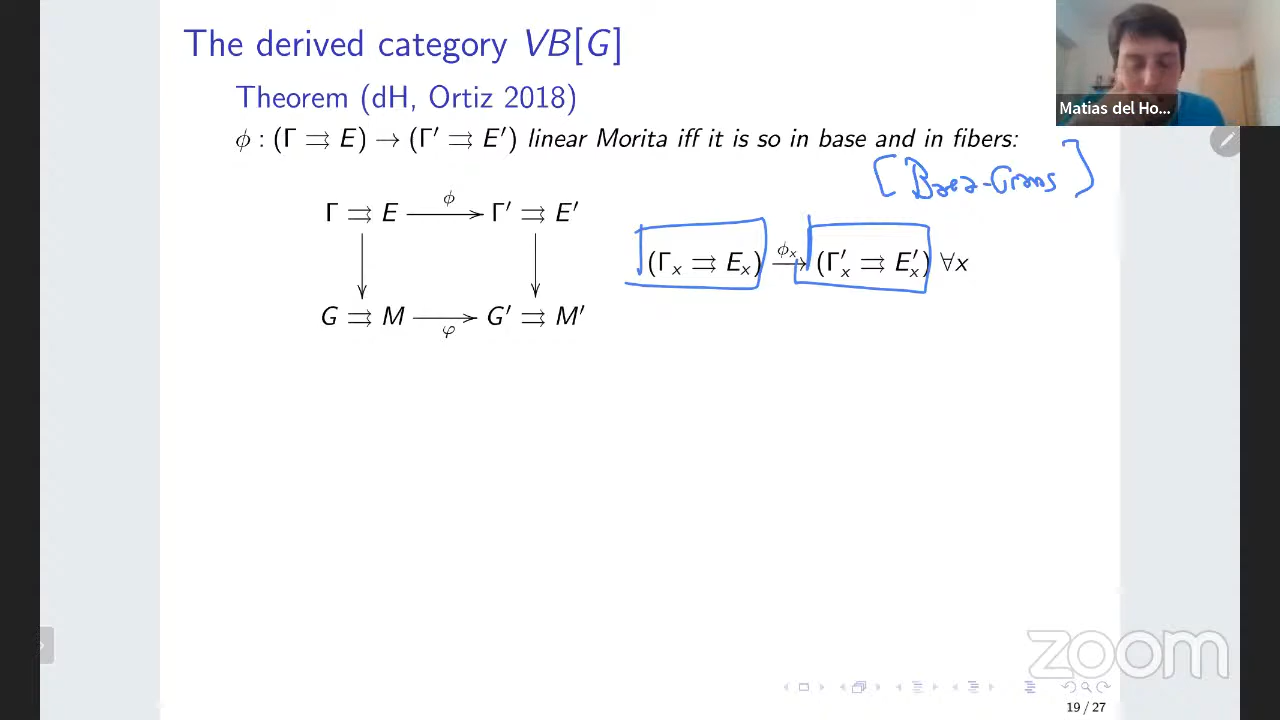 The derived category VB[G]
Matias del Ho...
Theorem (dH, Ortiz 2018)
ϕ : (Γ ⇉ E) → (Γ′ ⇉ E′) linear Morita iff it is so in base and in fibers:
[Baez-Crans]
Γ ⇉ E ϕ Γ′ ⇉ E′
(Γₓ ⇉ Eₓ) ϕₓ → (Γ′ₓ ⇉ E′ₓ) ∀x
G ⇉ M φ G′ ⇉ M′
zoom
19 / 27